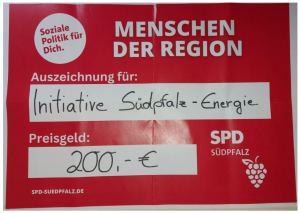 Soziale
Politik für
Dich.
MENSCHEN
DER REGION
Auszeichnung für:
Initiative Südpfalz-Energie
Preisgeld:
200,-€
SPD
SÜDPFALZ
SPD-SUEDPFALZ.DE